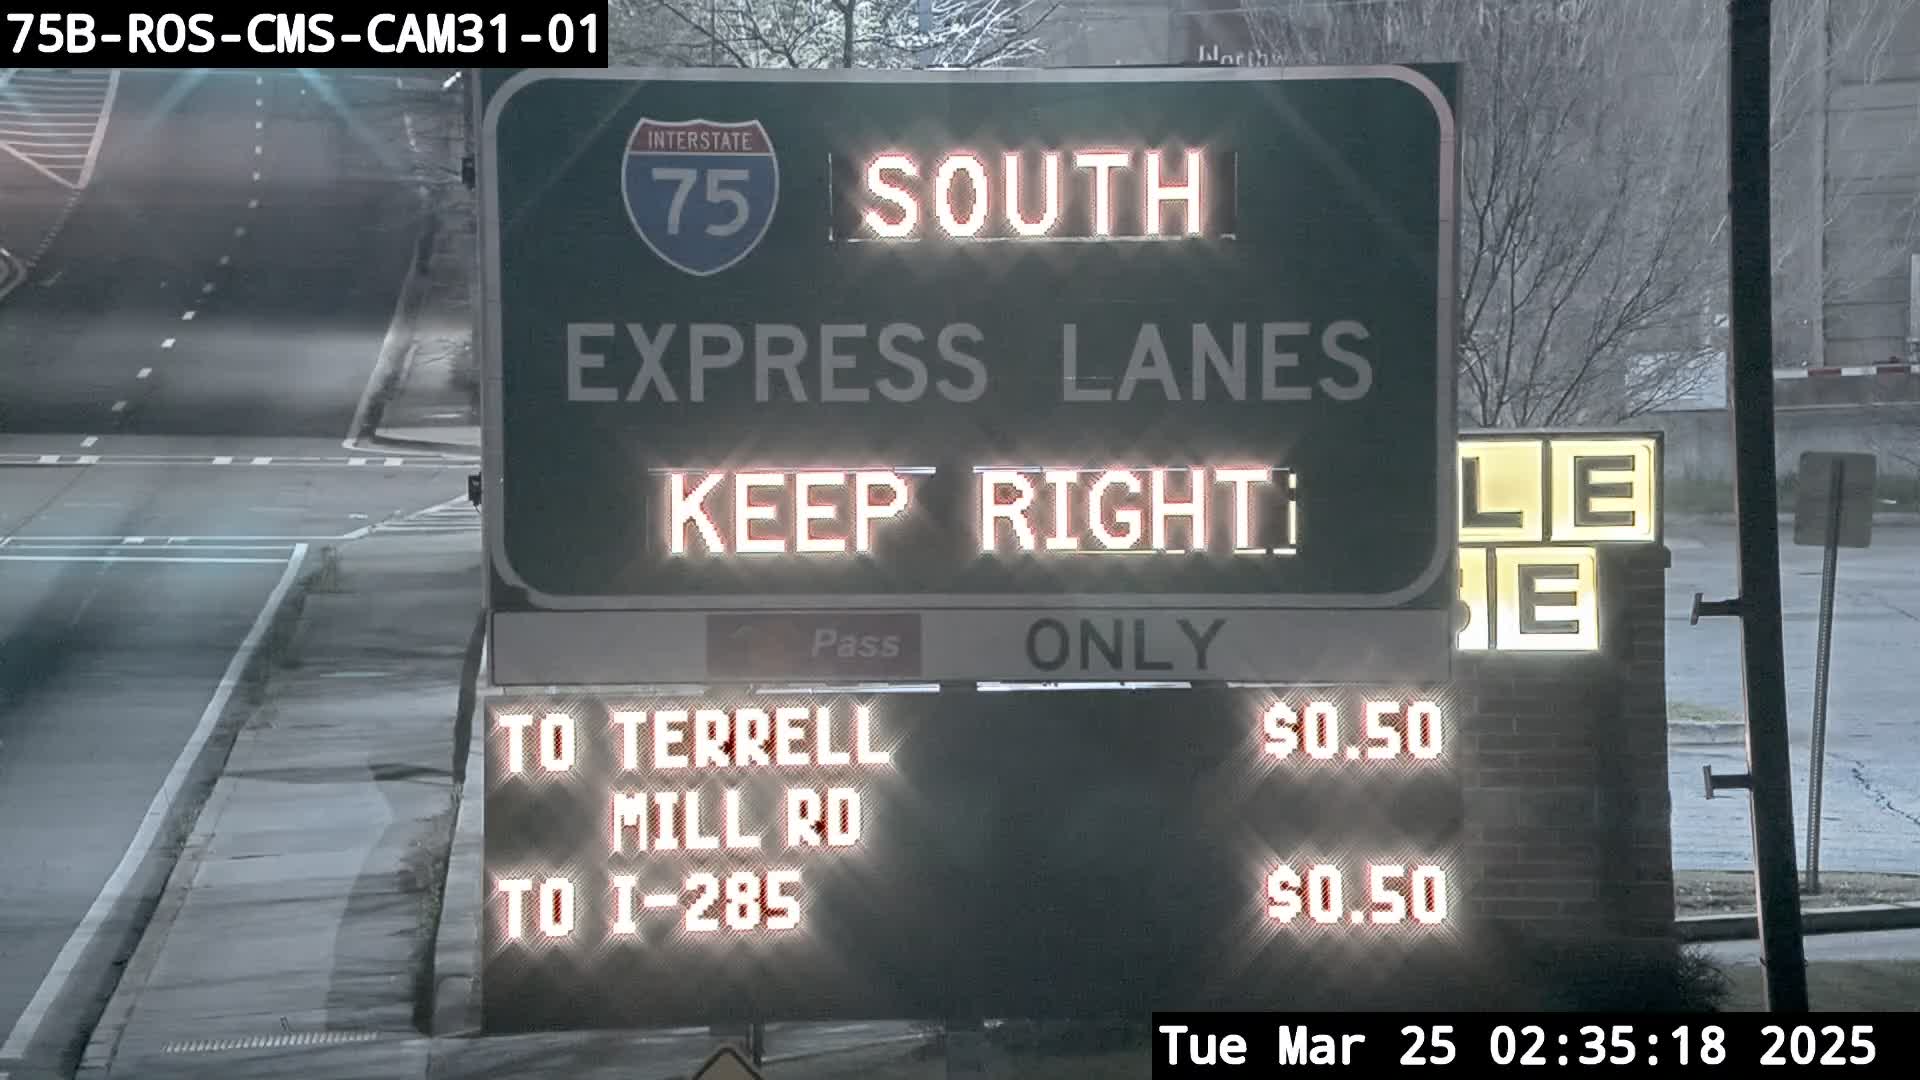 75B-ROS-CMS-CAM31-01
INTERSTATE
75
SOUTH
EXPRESS LANES
KEEP RIGHT
Pass ONLY
TO TERRELL $0.50
MILL RD
TO I-285 $0.50
LE
E
Tue Mar 25 02:35:18 2025